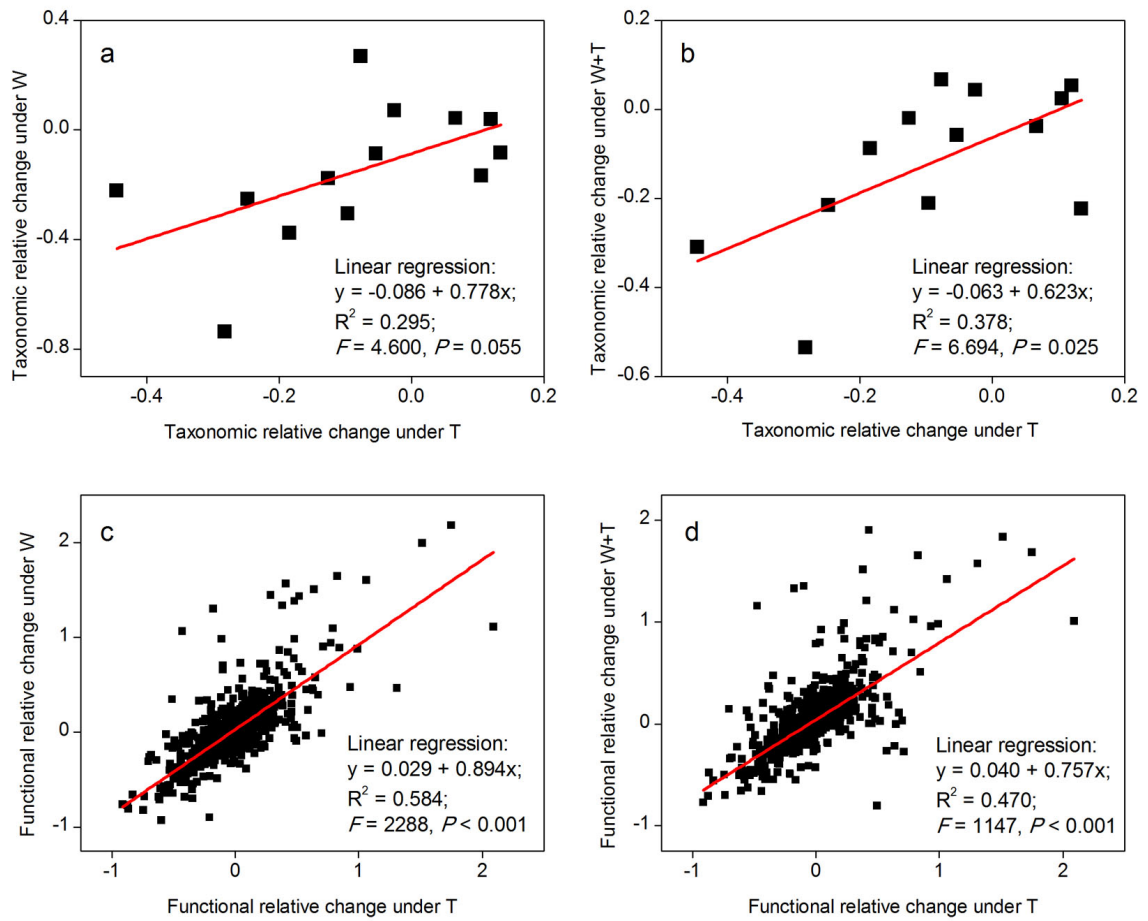 a
Taxonomic relative change under W
0.4
0.0
-0.4
-0.8
Linear regression:
y = -0.086 + 0.778x;
R² = 0.295;
F = 4.600, P = 0.055
-0.4
-0.2
0.0
0.2
Taxonomic relative change under T
b
Taxonomic relative change under W+T
0.2
0.0
-0.2
-0.4
-0.6
Linear regression:
y = -0.063 + 0.623x;
R² = 0.378;
F = 6.694, P = 0.025
-0.4
-0.2
0.0
0.2
Taxonomic relative change under T
c
Functional relative change under W
2
1
0
-1
Linear regression:
y = 0.029 + 0.894x;
R² = 0.584;
F = 2288, P < 0.001
-1
0
1
2
Functional relative change under T
d
Functional relative change under W+T
2
1
0
-1
Linear regression:
y = 0.040 + 0.757x;
R² = 0.470;
F = 1147, P < 0.001
-1
0
1
2
Functional relative change under T